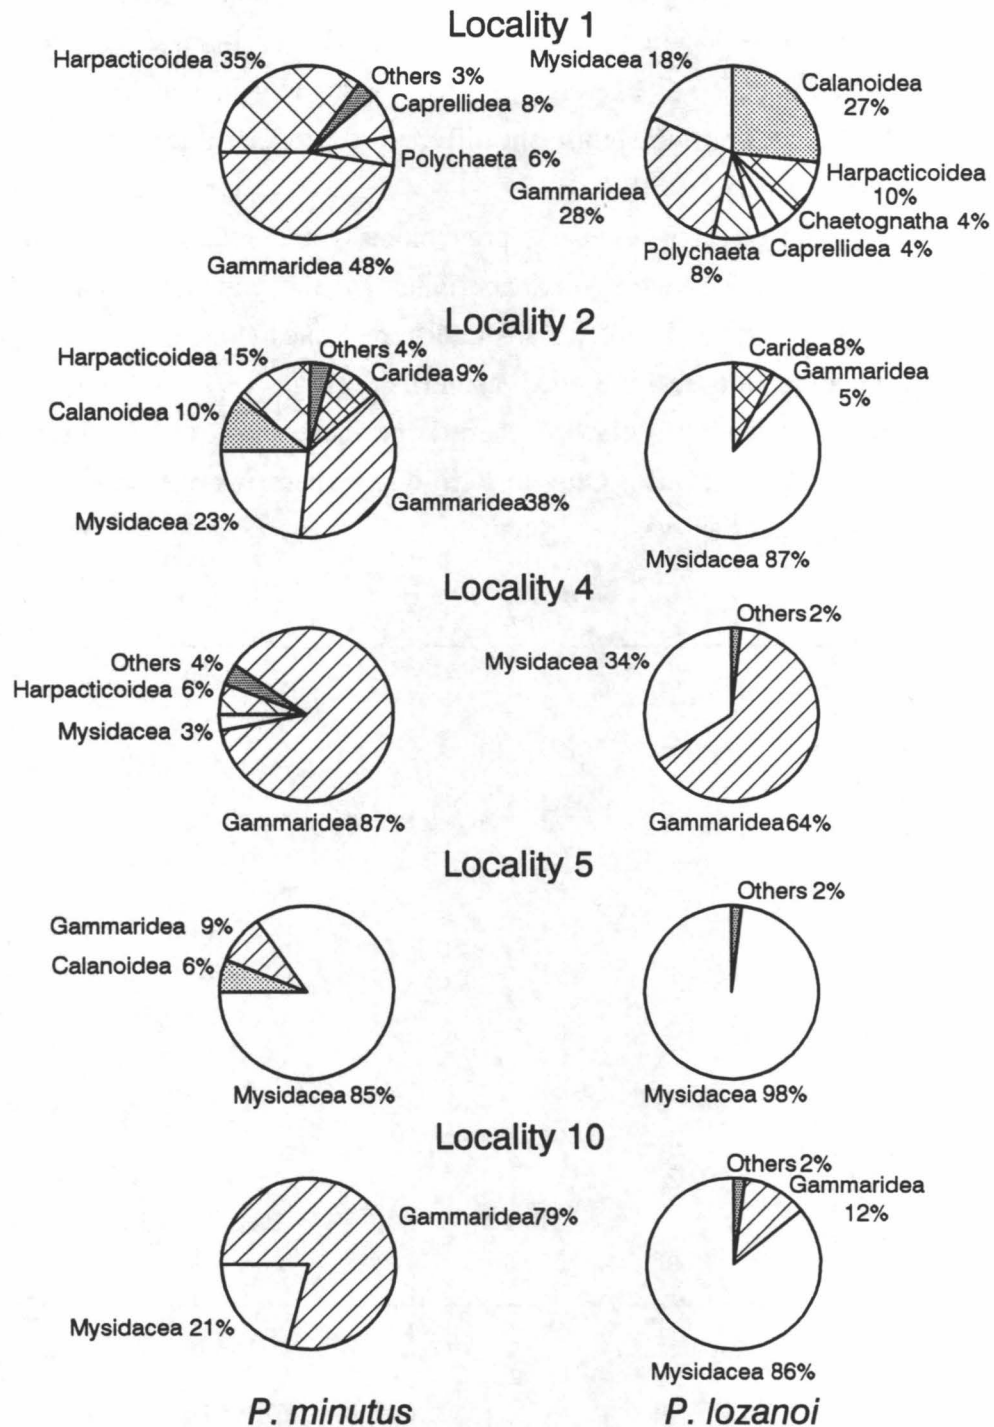 Locality 1
Harpacticoidea 35%
Others 3%
Caprellidea 8%
Polychaeta 6%
Gammaridea 48%
Mysidacea 18%
Calanoidea
27%
Harpacticoidea
10%
Chaetognatha 4%
Caprellidea 4%
Polychaeta
8%
Gammaridea
28%
Locality 2
Harpacticoidea 15%
Others 4%
Caridea 9%
Calanoidea 10%
Gammaridea 38%
Mysidacea 23%
Caridea 8%
Gammaridea
5%
Mysidacea 87%
Locality 4
Others 4%
Harpacticoidea 6%
Mysidacea 3%
Gammaridea 87%
Others 2%
Mysidacea 34%
Gammaridea 64%
Locality 5
Gammaridea 9%
Calanoidea 6%
Mysidacea 85%
Others 2%
Mysidacea 98%
Locality 10
Gammaridea 79%
Mysidacea 21%
Others 2%
Gammaridea
12%
Mysidacea 86%
P. minutus
P. lozanoi